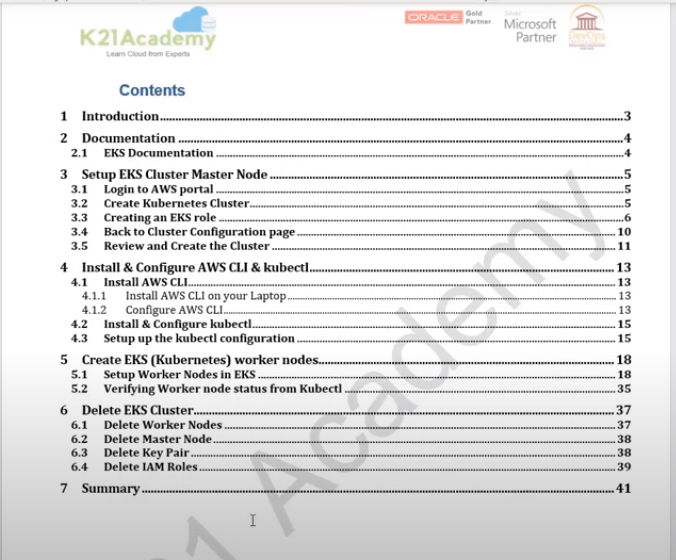 K21Academy
Learn Cloud from Experts
ORACLE Gold Partner
Silver Microsoft Partner
DevOps
Contents
1 Introduction 3
2 Documentation 4
2.1 EKS Documentation 4
3 Setup EKS Cluster Master Node 5
3.1 Login to AWS portal 5
3.2 Create Kubernetes Cluster 5
3.3 Creating an EKS role 6
3.4 Back to Cluster Configuration page 10
3.5 Review and Create the Cluster 11
4 Install & Configure AWS CLI & kubectl 13
4.1 Install AWS CLI 13
4.1.1 Install AWS CLI on your Laptop 13
4.1.2 Configure AWS CLI 13
4.2 Install & Configure kubectl 15
4.3 Setup up the kubectl configuration 15
5 Create EKS (Kubernetes) worker nodes 18
5.1 Setup Worker Nodes in EKS 18
5.2 Verifying Worker node status from Kubectl 35
6 Delete EKS Cluster 37
6.1 Delete Worker Nodes 37
6.2 Delete Master Node 38
6.3 Delete Key Pair 38
6.4 Delete IAM Roles 39
7 Summary 41
21 Academy